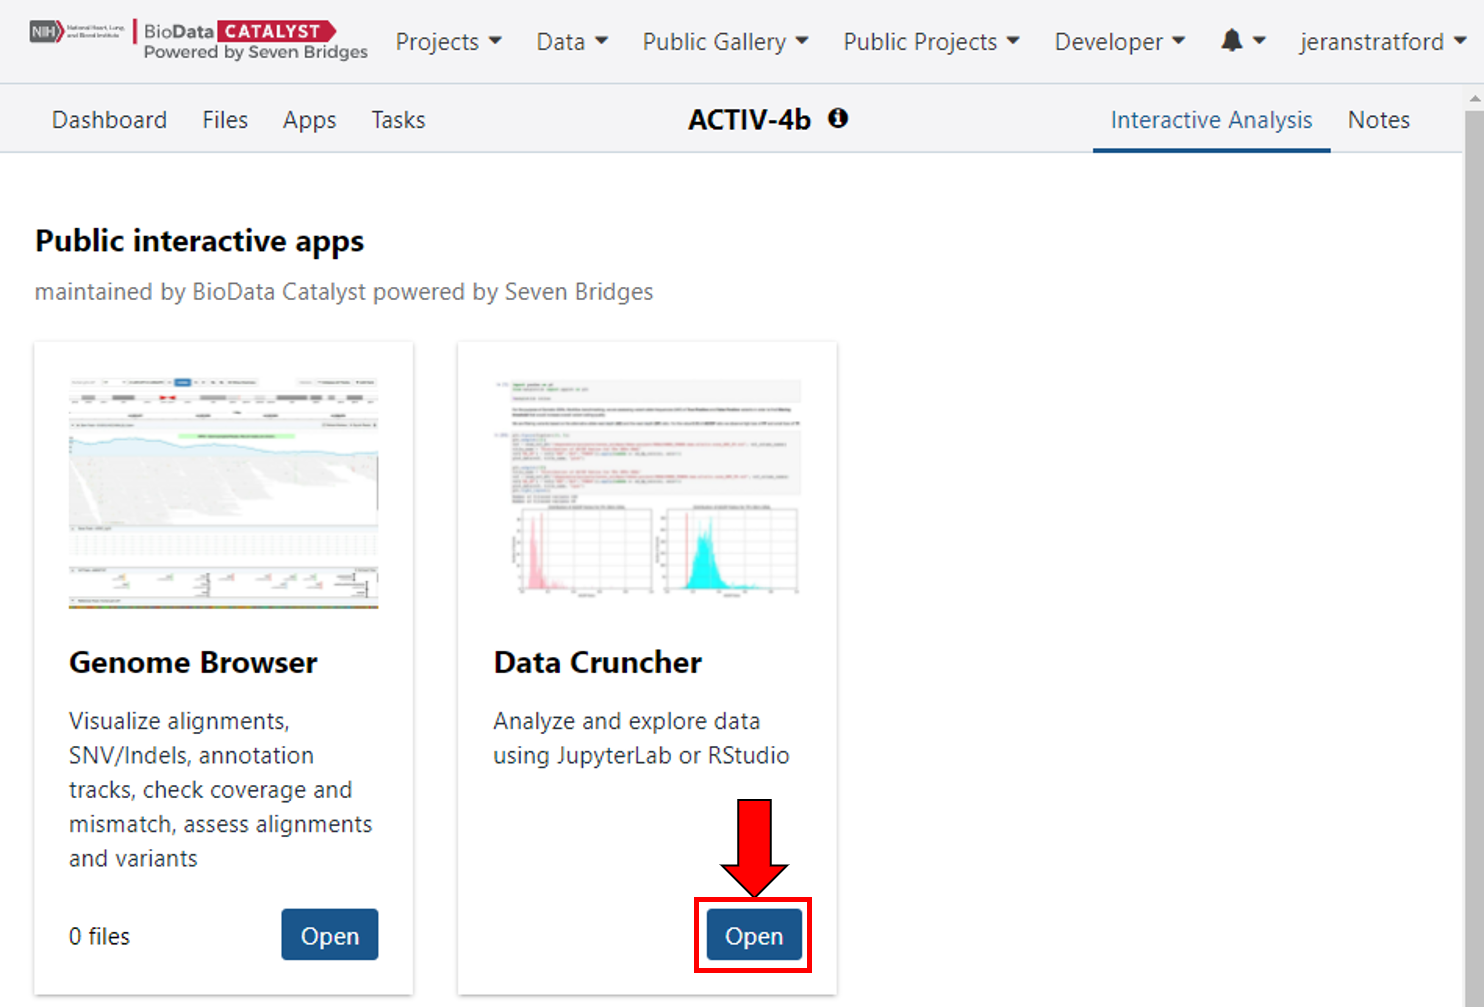 NIH National Heart, Lung, and Blood Institute
BioData CATALYST
Powered by Seven Bridges
Projects Data Public Gallery Public Projects Developer jeranstratford
Dashboard Files Apps Tasks ACTIV-4b Interactive Analysis Notes
Public interactive apps
maintained by BioData Catalyst powered by Seven Bridges
Genome Browser
Visualize alignments,
SNV/Indels, annotation
tracks, check coverage and
mismatch, assess alignments
and variants
0 files Open
Data Cruncher
Analyze and explore data
using JupyterLab or RStudio
Open